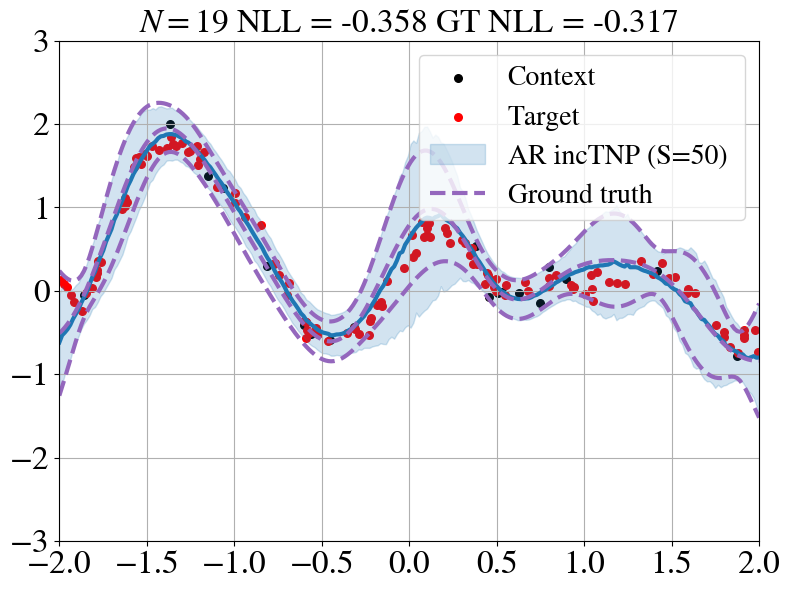 N = 19 NLL = -0.358 GT NLL = -0.317
3
2
1
0
−1
−2
−3
Context
Target
AR incTNP (S=50)
Ground truth
−2.0 −1.5 −1.0 −0.5 0.0 0.5 1.0 1.5 2.0